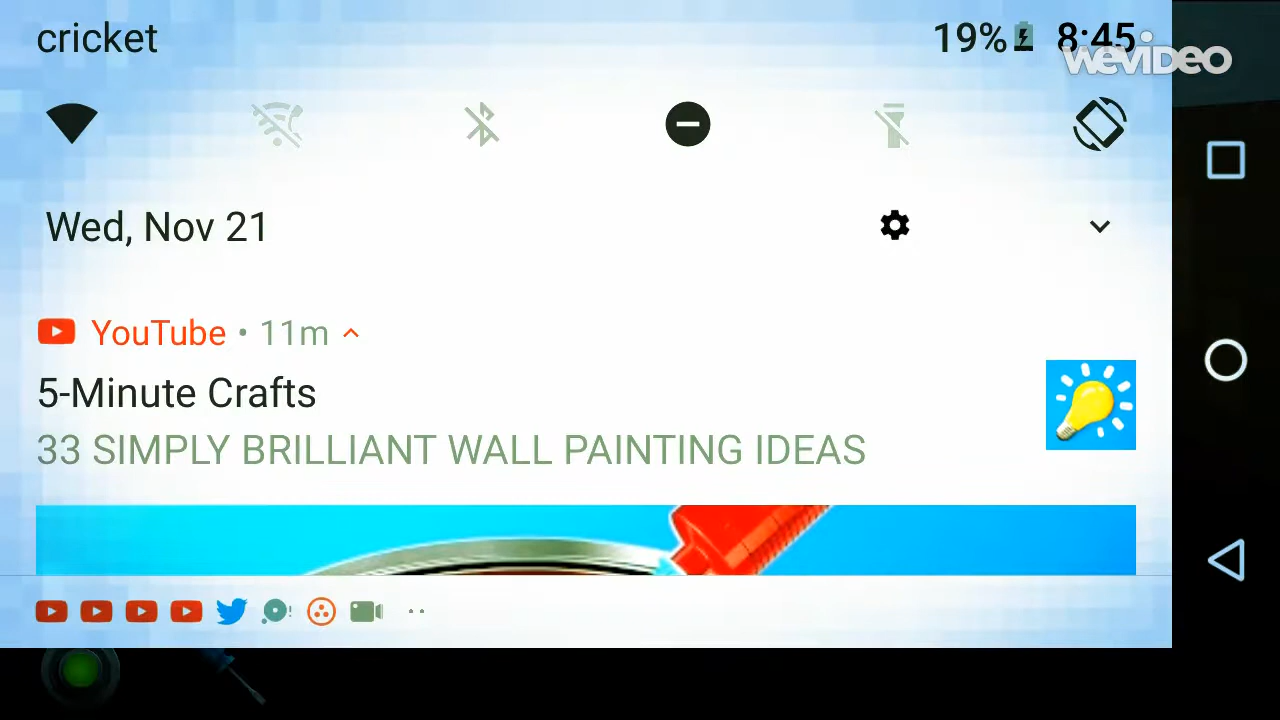 cricket
19% 8:45
WeVideo
Wed, Nov 21
YouTube • 11m
5-Minute Crafts
33 SIMPLY BRILLIANT WALL PAINTING IDEAS